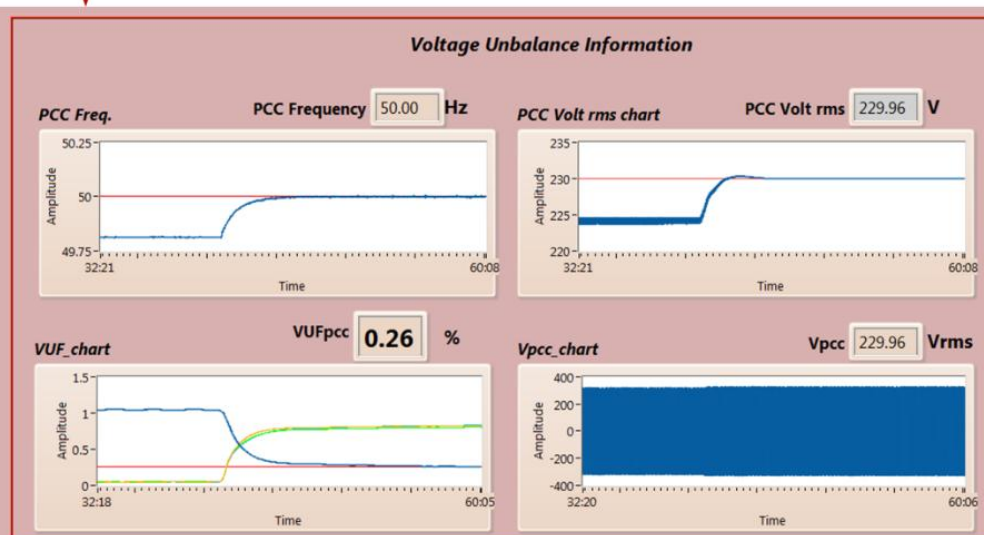 Voltage Unbalance Information
PCC Freq.
PCC Frequency 50.00 Hz
50.25
50
49.75
Amplitude
32:21
60:08
Time
PCC Volt rms chart
PCC Volt rms 229.96 V
235
230
225
220
Amplitude
32:21
60:08
Time
VUF_chart
VUFpcc 0.26 %
1.5
1
0.5
0
Amplitude
32:18
60:05
Time
Vpcc_chart
Vpcc 229.96 Vrms
400
200
0
-200
-400
Amplitude
32:20
60:06
Time